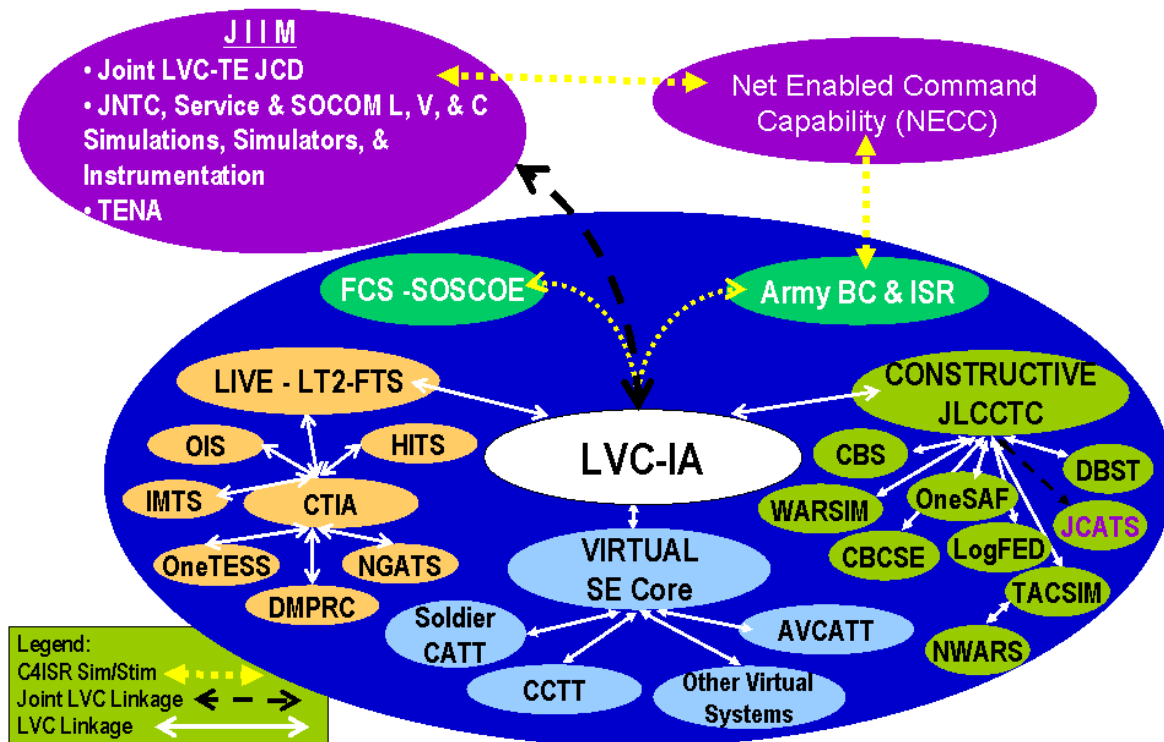 J I I M
• Joint LVC-TE JCD
• JNTC, Service & SOCOM L, V, & C
Simulations, Simulators, &
Instrumentation
• TENA
Net Enabled Command
Capability (NECC)
FCS -SOSCOE
Army BC & ISR
LIVE - LT2-FTS
CONSTRUCTIVE
JLCCTC
OIS
HITS
LVC-IA
CBS
DBST
IMTS
CTIA
WARSIM
OneSAF
JCATS
OneTESS
NGATS
VIRTUAL
SE Core
CBCSE
LogFED
DMPRC
TACSIM
Soldier
CATT
AVCATT
NWARS
CCTT
Other Virtual
Systems
Legend:
C4ISR Sim/Stim
Joint LVC Linkage
LVC Linkage